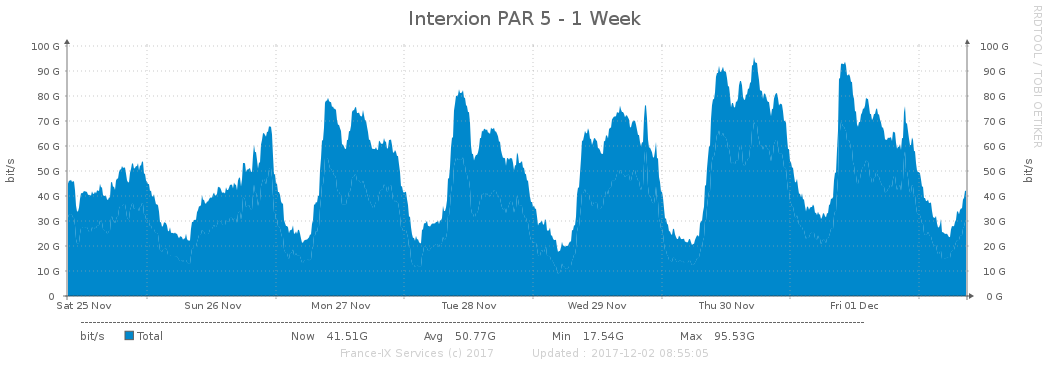 Interxion PAR 5 - 1 Week
RRDTOOL / TOBI OETIKER
bit/s
100 G 100 G
90 G 90 G
80 G 80 G
70 G 70 G
60 G 60 G
50 G 50 G
40 G 40 G
30 G 30 G
20 G 20 G
10 G 10 G
0 0 G
bit/s
Sat 25 Nov Sun 26 Nov Mon 27 Nov Tue 28 Nov Wed 29 Nov Thu 30 Nov Fri 01 Dec
bit/s Total Now 41.51G Avg 50.77G Min 17.54G Max 95.53G
France-IX Services (c) 2017 Updated : 2017-12-02 08:55:05